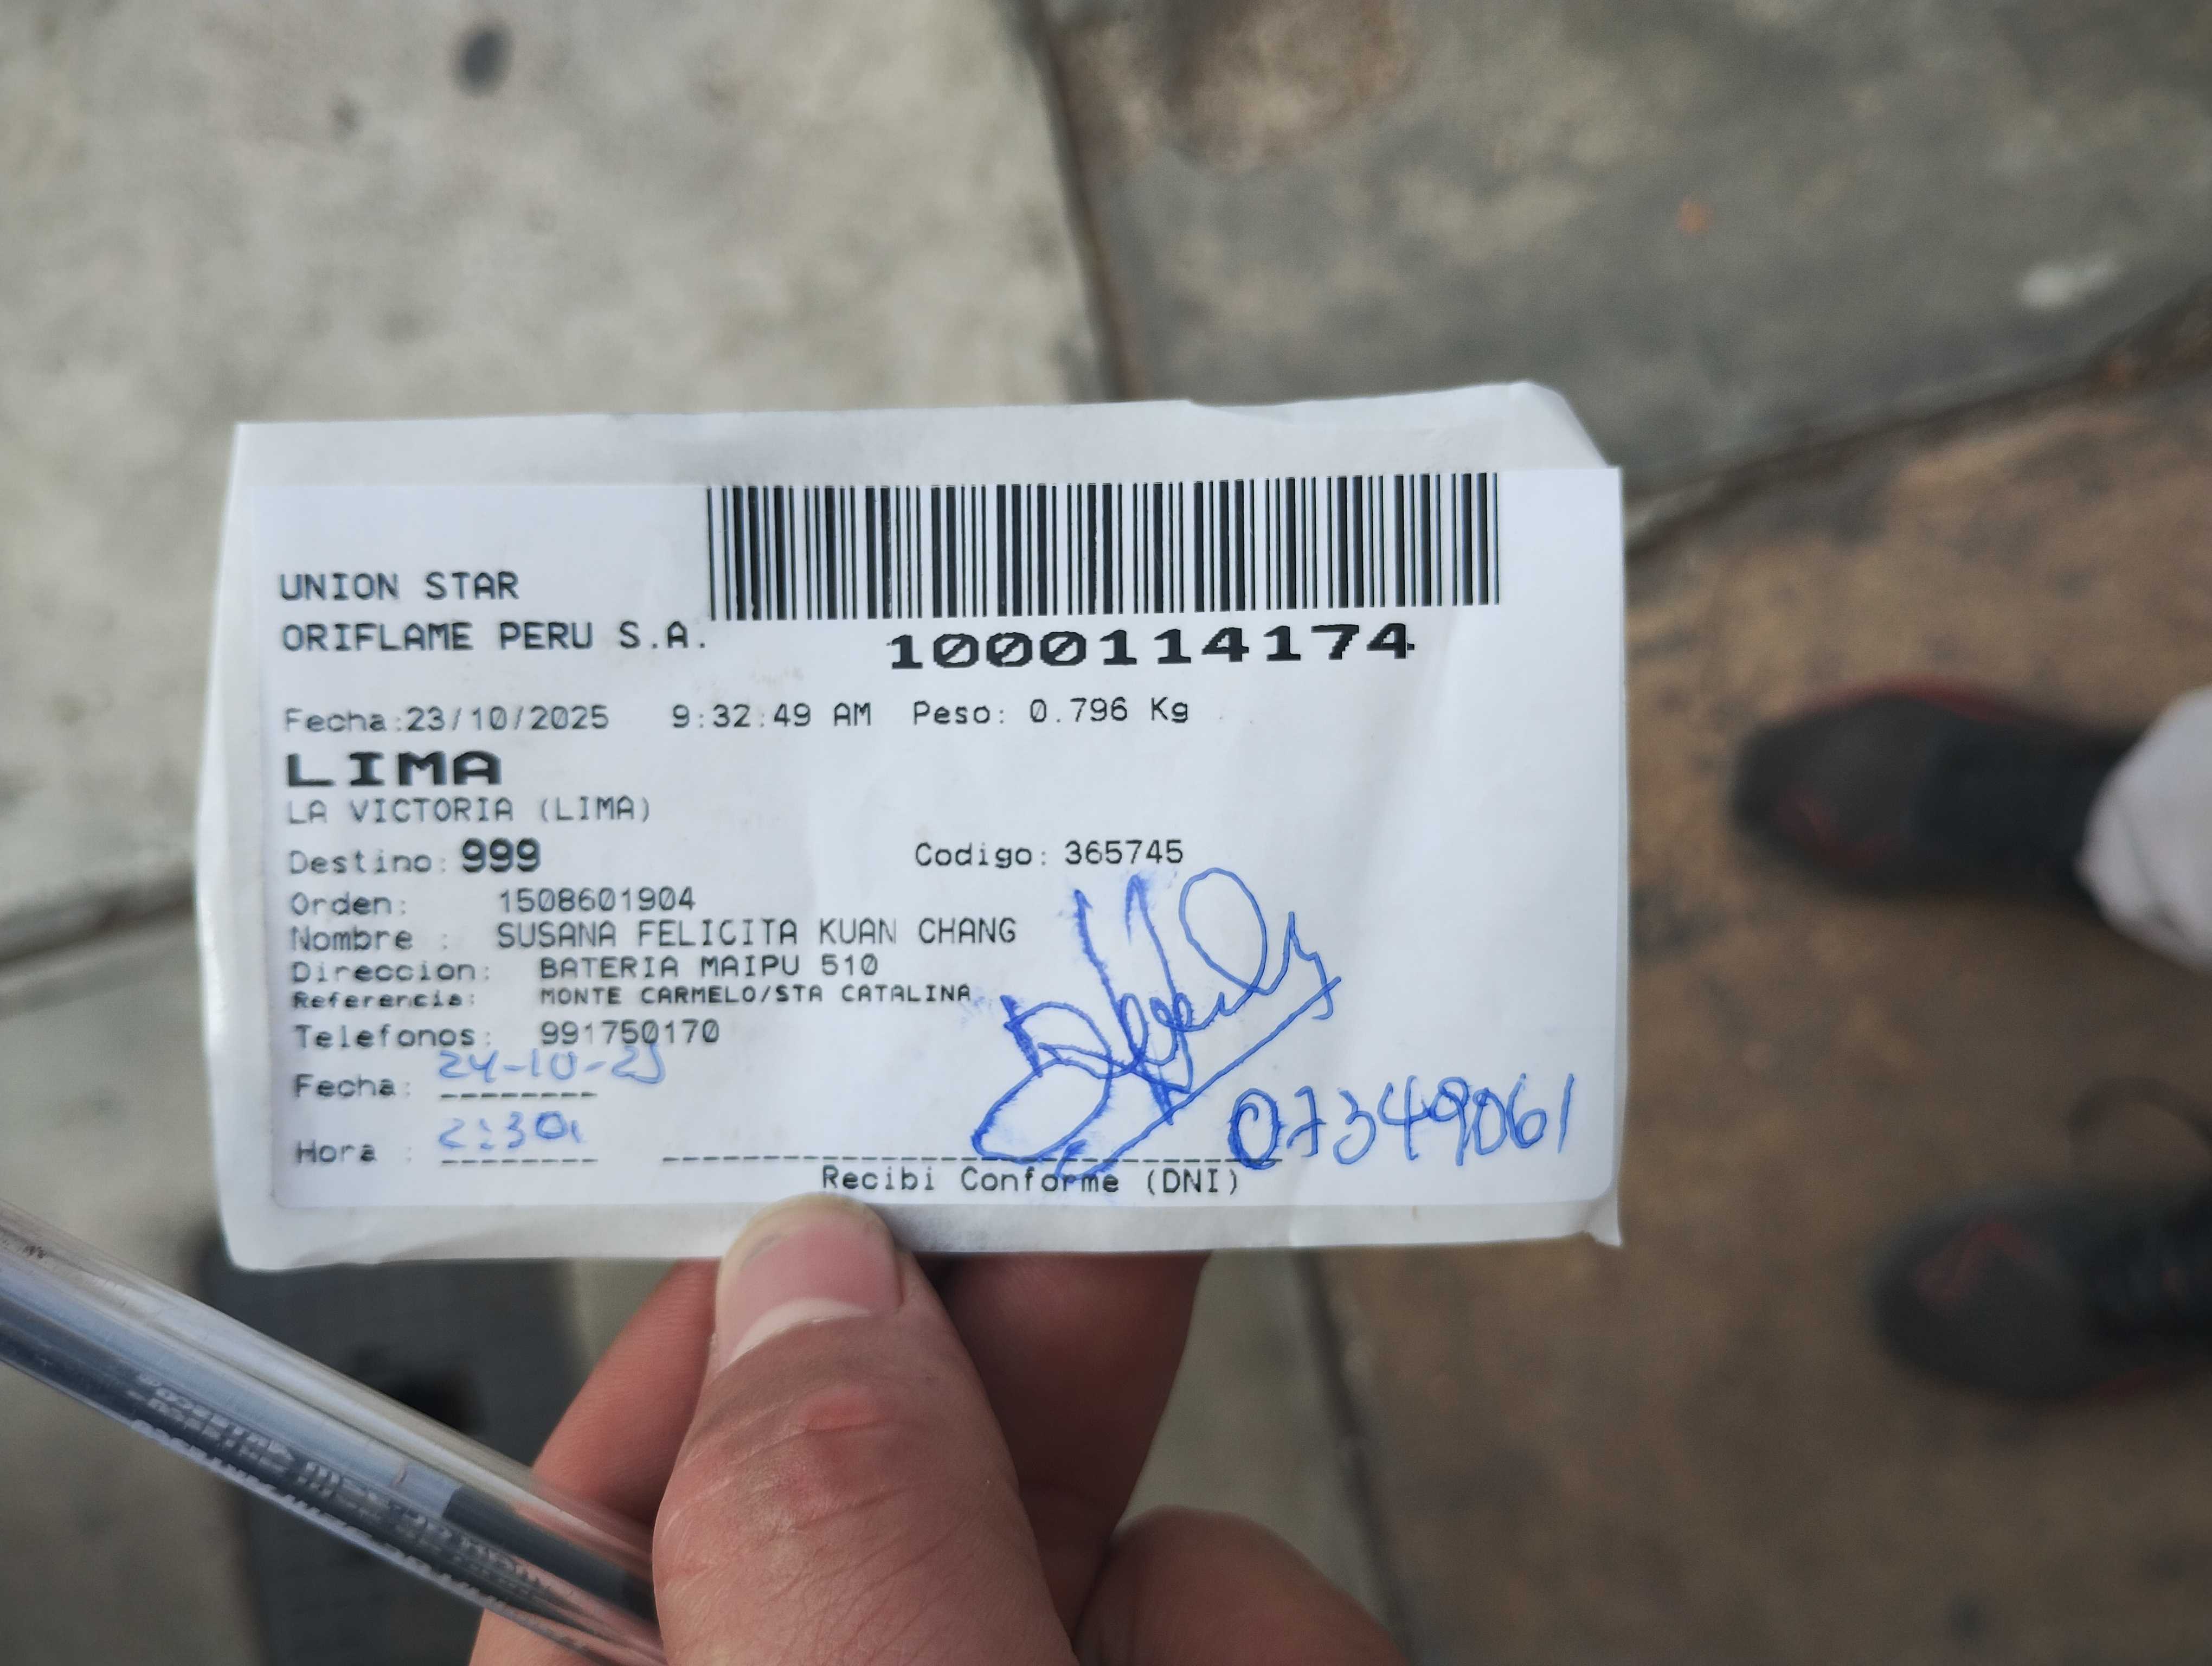 UNION STAR
ORIFLAME PERU S.A.
1000114174
Fecha:23/10/2025 9:32:49 AM Peso: 0.796 Kg
LIMA
LA VICTORIA (LIMA)
Destino: 999 Codigo: 365745
Orden: 1508601904
Nombre : SUSANA FELICITA KUAN CHANG
Direccion: BATERIA MAIPU 510
Referencia: MONTE CARMELO/STA CATALINA
Telefonos: 991750170
Fecha: 24-10-25
Hora : 2:30
07349061
Recibi Conforme (DNI)